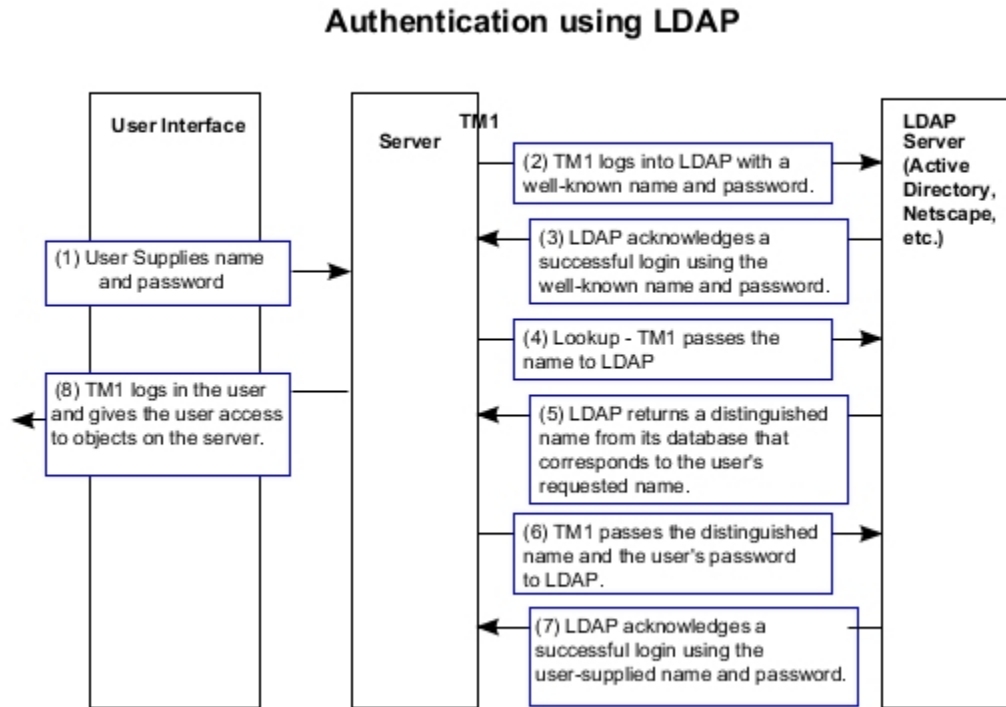 Authentication using LDAP
User Interface
TM1
Server
LDAP
Server
(Active
Directory,
Netscape,
etc.)
(1) User Supplies name
and password
(2) TM1 logs into LDAP with a
well-known name and password.
(3) LDAP acknowledges a
successful login using the
well-known name and password.
(4) Lookup - TM1 passes the
name to LDAP
(5) LDAP returns a distinguished
name from its database that
corresponds to the user's
requested name.
(6) TM1 passes the distinguished
name and the user's password
to LDAP.
(7) LDAP acknowledges a
successful login using the
user-supplied name and password.
(8) TM1 logs in the user
and gives the user access
to objects on the server.